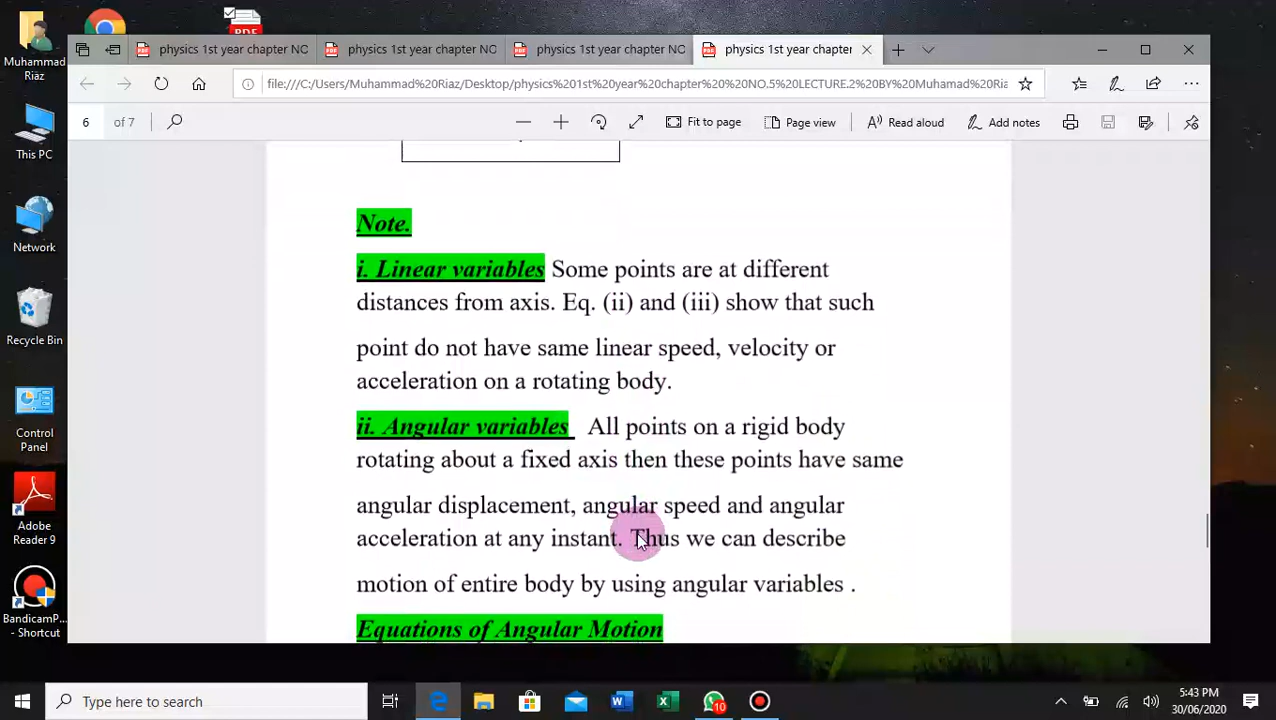 Muhammad
Riaz
physics 1st year chapter NO
physics 1st year chapter NO
physics 1st year chapter NO
physics 1st year chapter
file:///C:/Users/Muhammad%20Riaz/Desktop/physics%201st%20year%20chapter%20%20NO.5%20LECTURE.2%20BY%20Muhamad%20Ria
6 of 7
Fit to page
Page view
Read aloud
Add notes
This PC
Network
Recycle Bin
Control
Panel
Adobe
Reader 9
BandicamP...
- Shortcut
Note.
i. Linear variables Some points are at different
distances from axis. Eq. (ii) and (iii) show that such
point do not have same linear speed, velocity or
acceleration on a rotating body.
ii. Angular variables All points on a rigid body
rotating about a fixed axis then these points have same
angular displacement, angular speed and angular
acceleration at any instant. Thus we can describe
motion of entire body by using angular variables .
Equations of Angular Motion
Type here to search
10
5:43 PM
30/06/2020